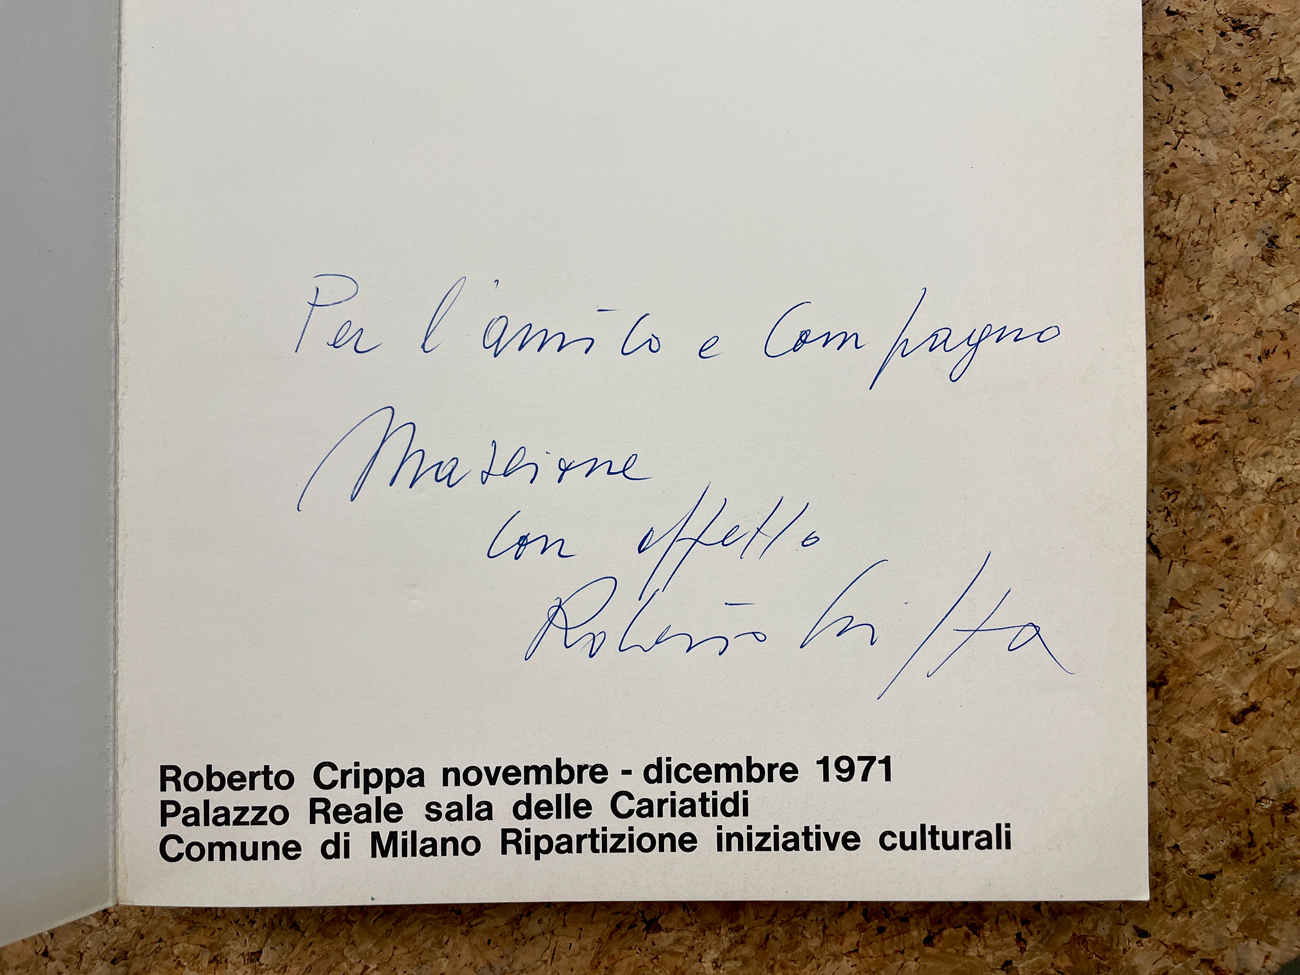 Per l'amico e compagno
con affetto
Roberto Crippa
Roberto Crippa novembre - dicembre 1971
Palazzo Reale sala delle Cariatidi
Comune di Milano Ripartizione iniziative culturali